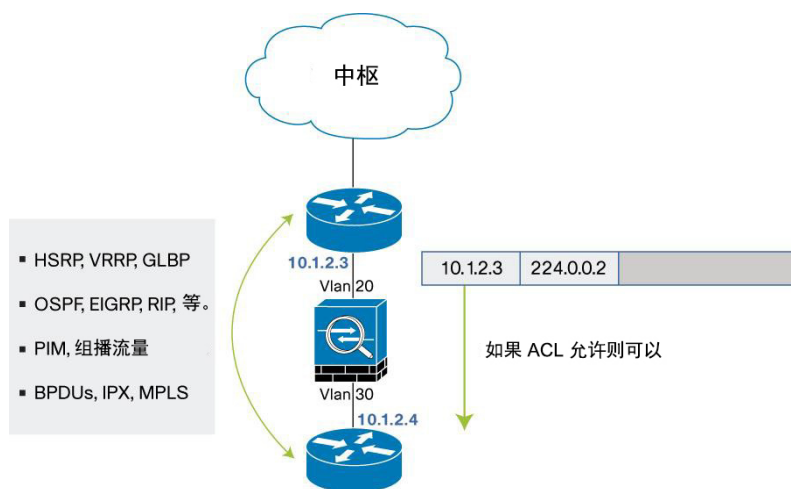 中枢
▪ HSRP, VRRP, GLBP
▪ OSPF, EIGRP, RIP, 等。
▪ PIM, 组播流量
▪ BPDUs, IPX, MPLS
10.1.2.3
Vlan 20
Vlan 30
10.1.2.4
10.1.2.3 224.0.0.2
如果 ACL 允许则可以